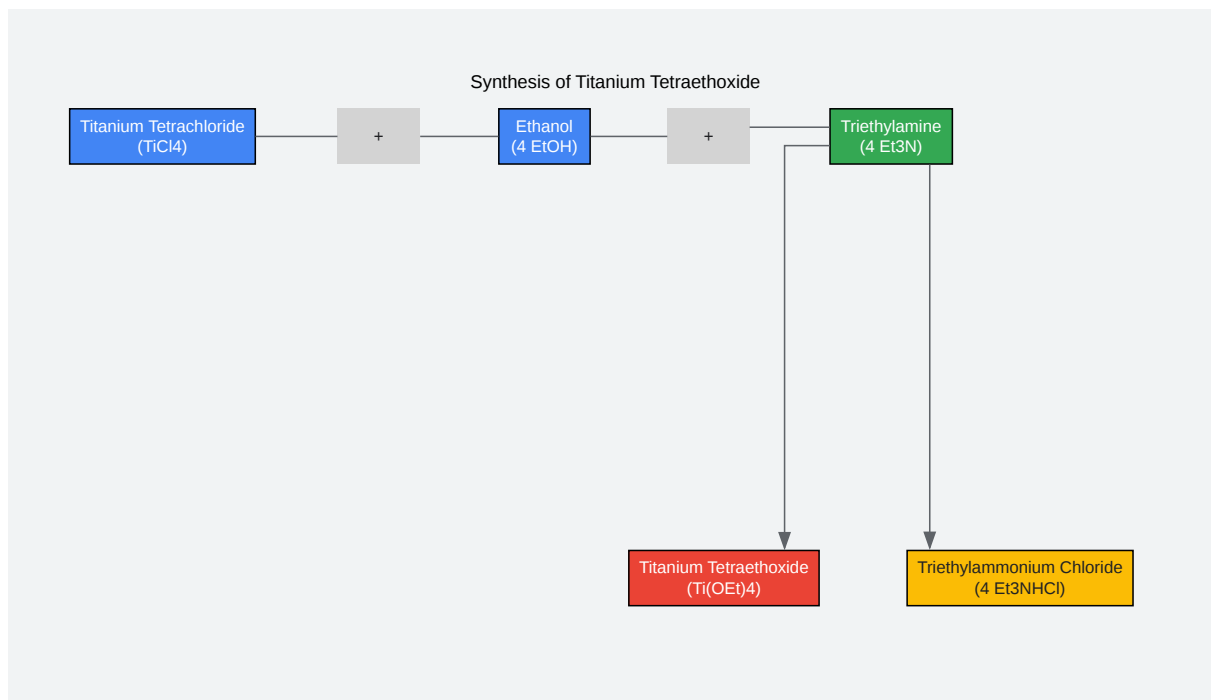 Synthesis of Titanium Tetraethoxide
Titanium Tetrachloride
(TiCl4)
+
Ethanol
(4 EtOH)
+
Triethylamine
(4 Et3N)
Titanium Tetraethoxide
(Ti(OEt)4)
Triethylammonium Chloride
(4 Et3NHCl)